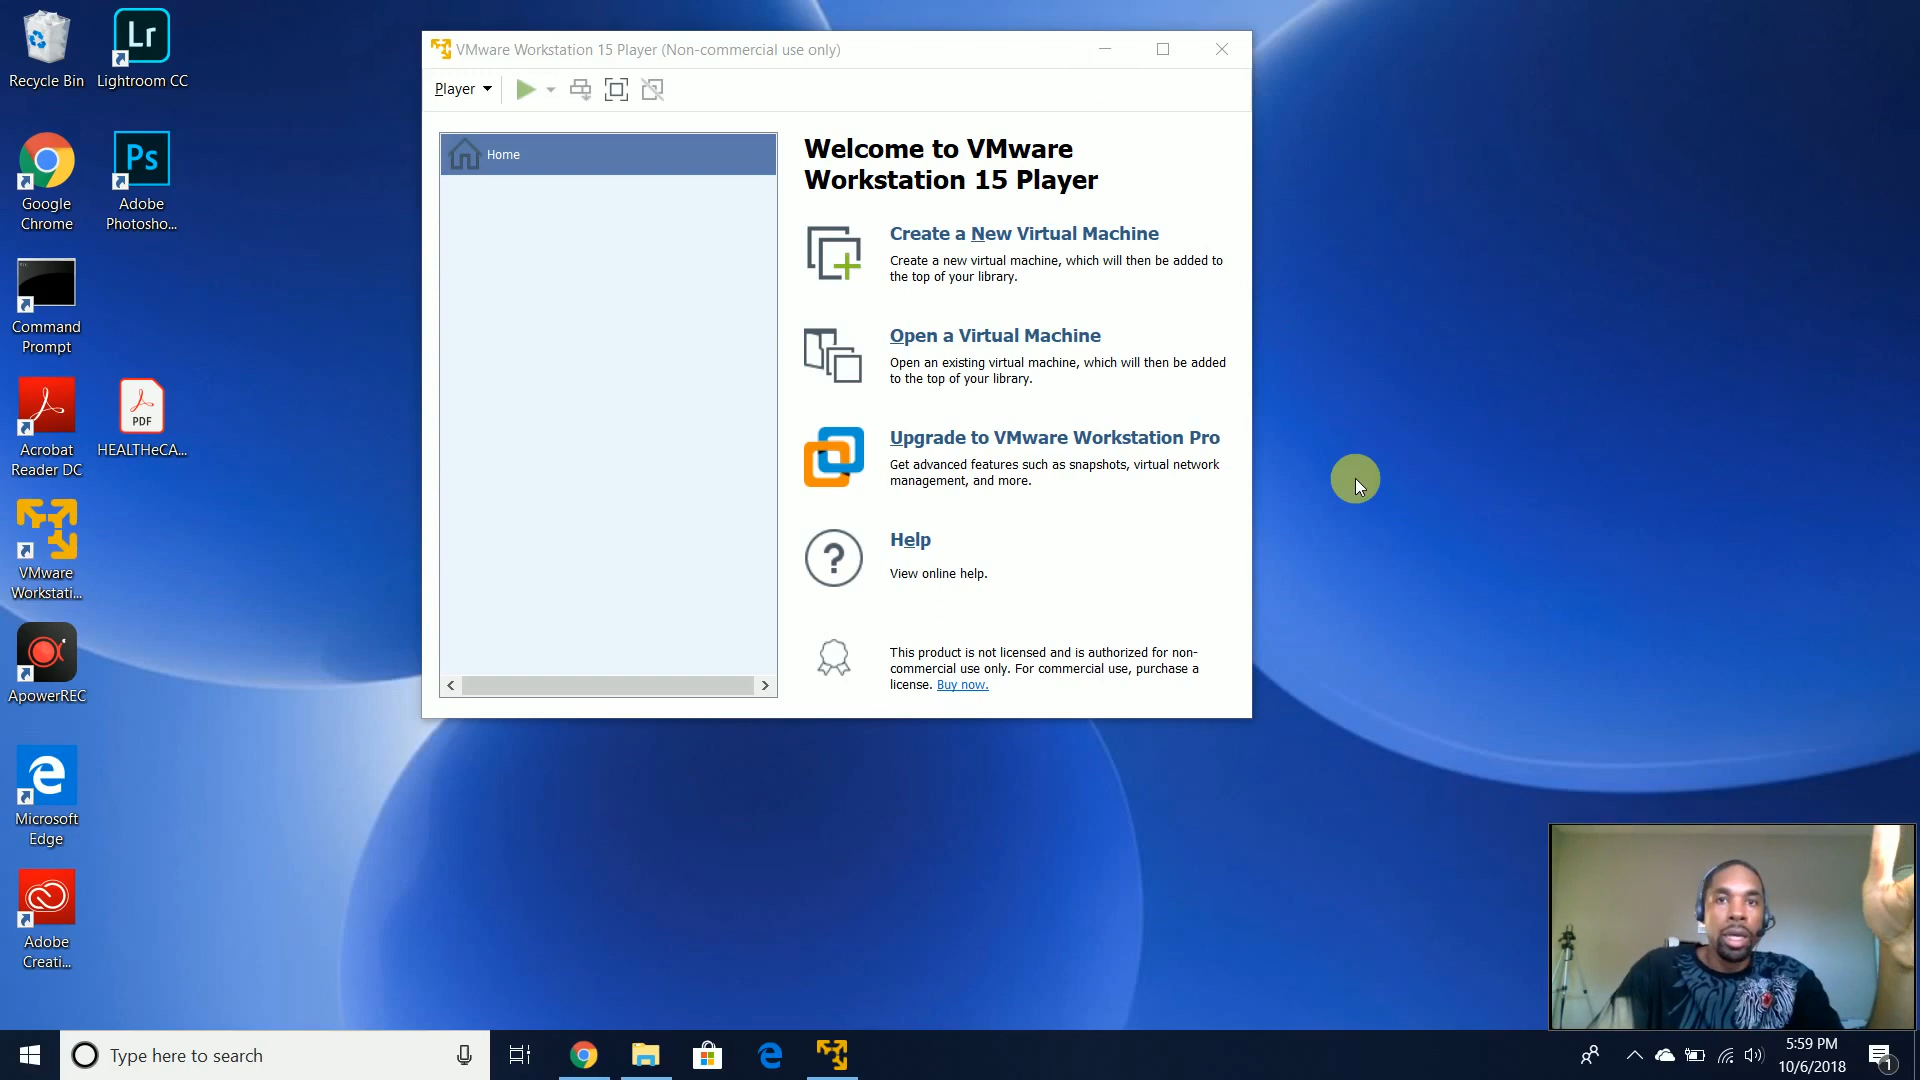 Recycle Bin
Lightroom CC
Lr
Google
Chrome
Ps
Adobe
Photosho...
Command
Prompt
Acrobat
Reader DC
PDF
HEALTHeCA...
VMware
Workstati...
ApowerREC
Microsoft
Edge
Adobe
Creati...
VMware Workstation 15 Player (Non-commercial use only)
Player
Home
Welcome to VMware
Workstation 15 Player
Create a New Virtual Machine
Create a new virtual machine, which will then be added to
the top of your library.
Open a Virtual Machine
Open an existing virtual machine, which will then be added
to the top of your library.
Upgrade to VMware Workstation Pro
Get advanced features such as snapshots, virtual network
management, and more.
?
Help
View online help.
This product is not licensed and is authorized for non-
commercial use only. For commercial use, purchase a
license. Buy now.
Type here to search
5:59 PM
10/6/2018
1